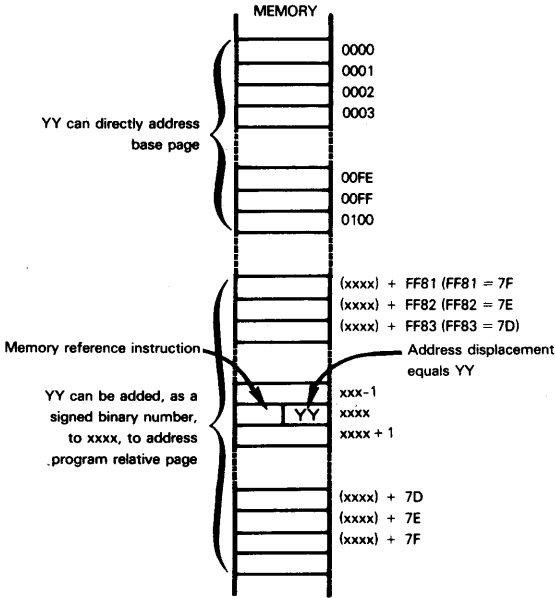 MEMORY
0000
0001
0002
0003
YY can directly address
base page
00FE
00FF
0100
(xxxx) + FF81 (FF81 = 7F
(xxxx) + FF82 (FF82 = 7E
(xxxx) + FF83 (FF83 = 7D)
Memory reference instruction
Address displacement
equals YY
xxx-1
YY
xxxx
xxxx + 1
YY can be added, as a
signed binary number,
to xxxx, to address
program relative page
(xxxx) + 7D
(xxxx) + 7E
(xxxx) + 7F